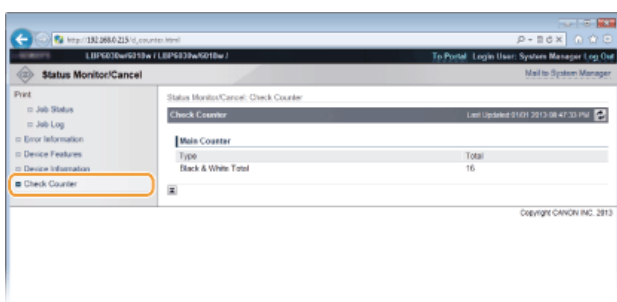 http://192.168.0.215/d_counter.html
LBP6030w/6018w / LBP6030w/6018w /
To Portal Login User: System Manager Log Out
Status Monitor/Cancel
Mail to System Manager
Print
Job Status
Job Log
Error Information
Device Features
Device Information
Check Counter
Status Monitor/Cancel: Check Counter
Check Counter
Last Updated 01/01 2013 08:47:33 PM
Main Counter
Type Total
Black & White Total 16
Copyright CANON INC. 2013